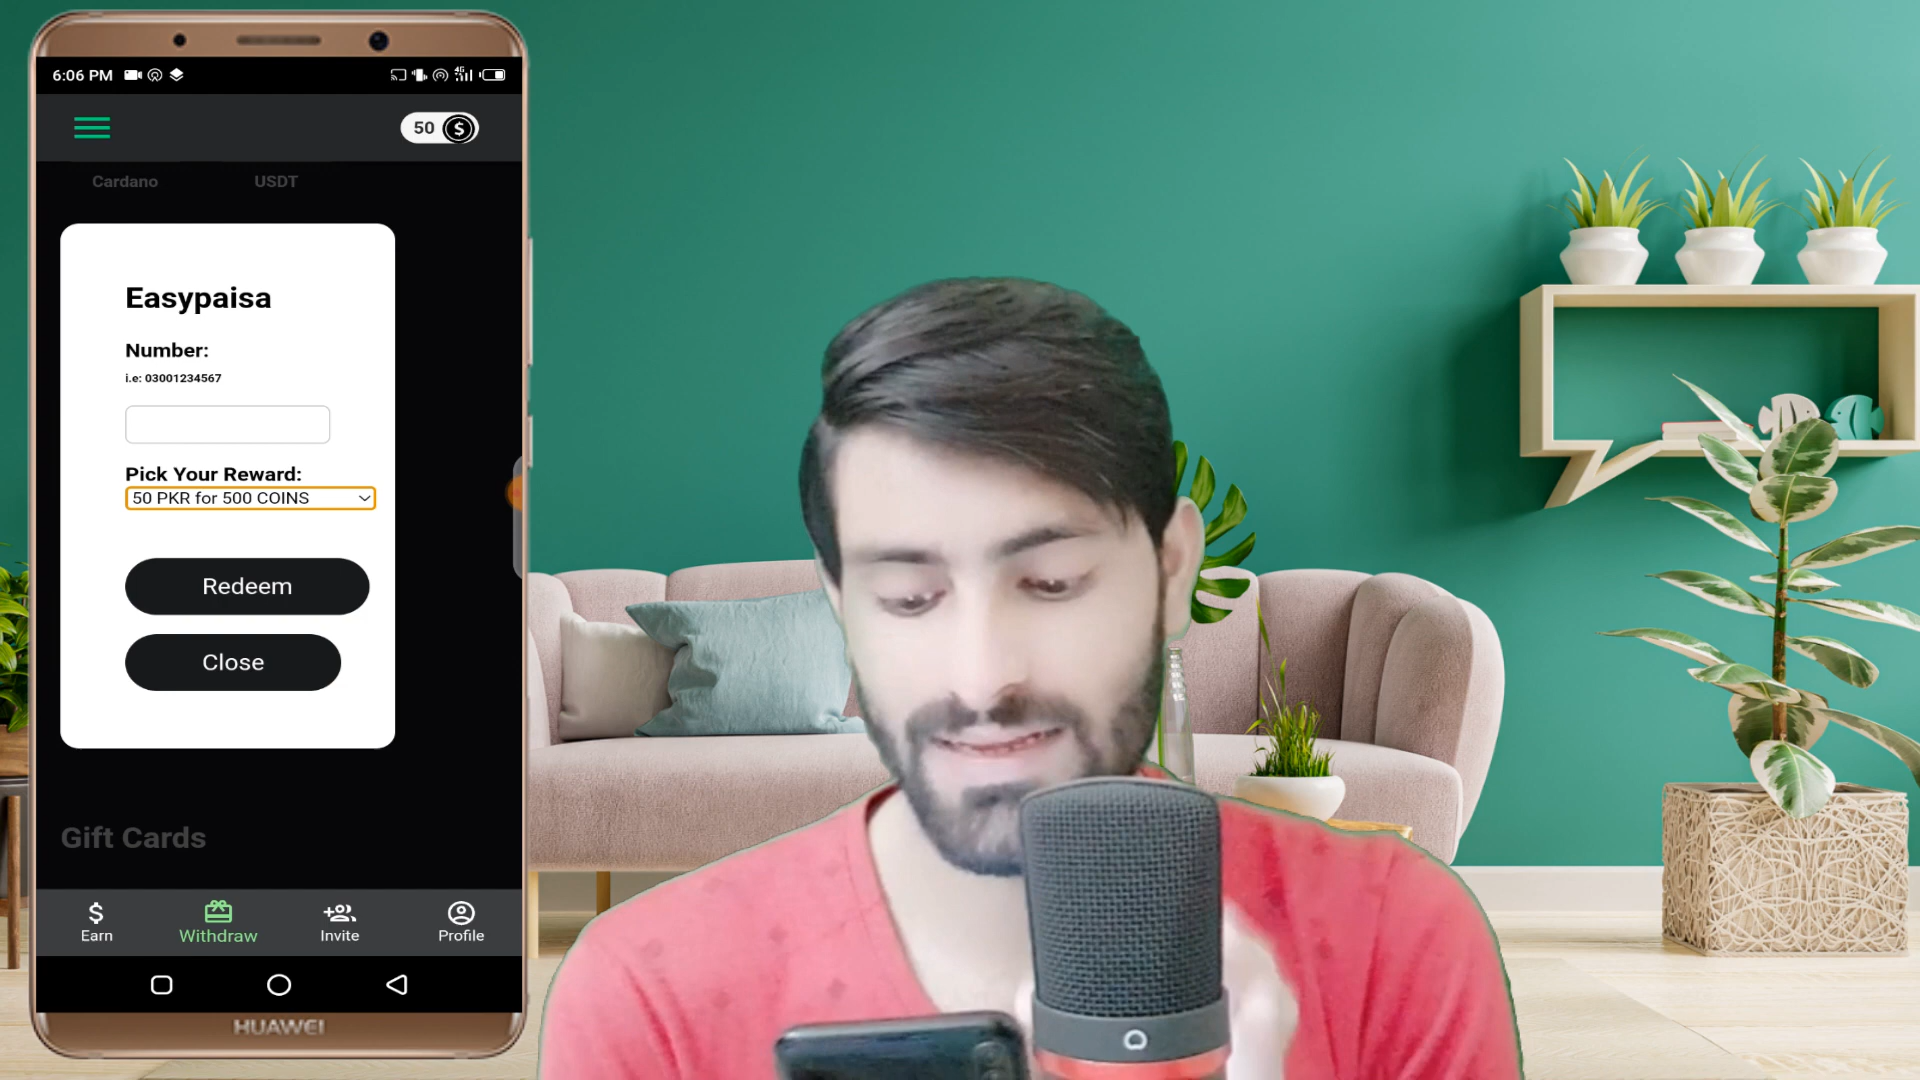 6:06 PM
4G
50 $
Cardano USDT
Easypaisa
Number:
i.e: 03001234567
Pick Your Reward:
50 PKR for 500 COINS
Redeem
Close
Gift Cards
$
Earn Withdraw Invite Profile
HUAWEI